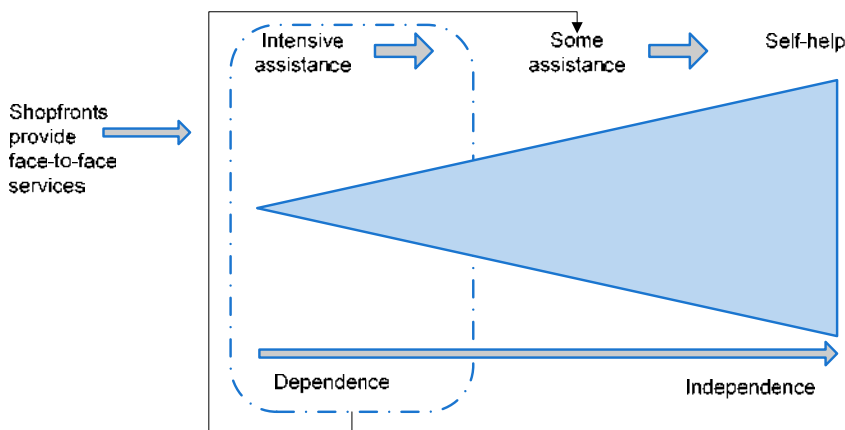 Intensive
assistance
Some
assistance
Self-help
Shopfronts
provide
face-to-face
services
Dependence
Independence